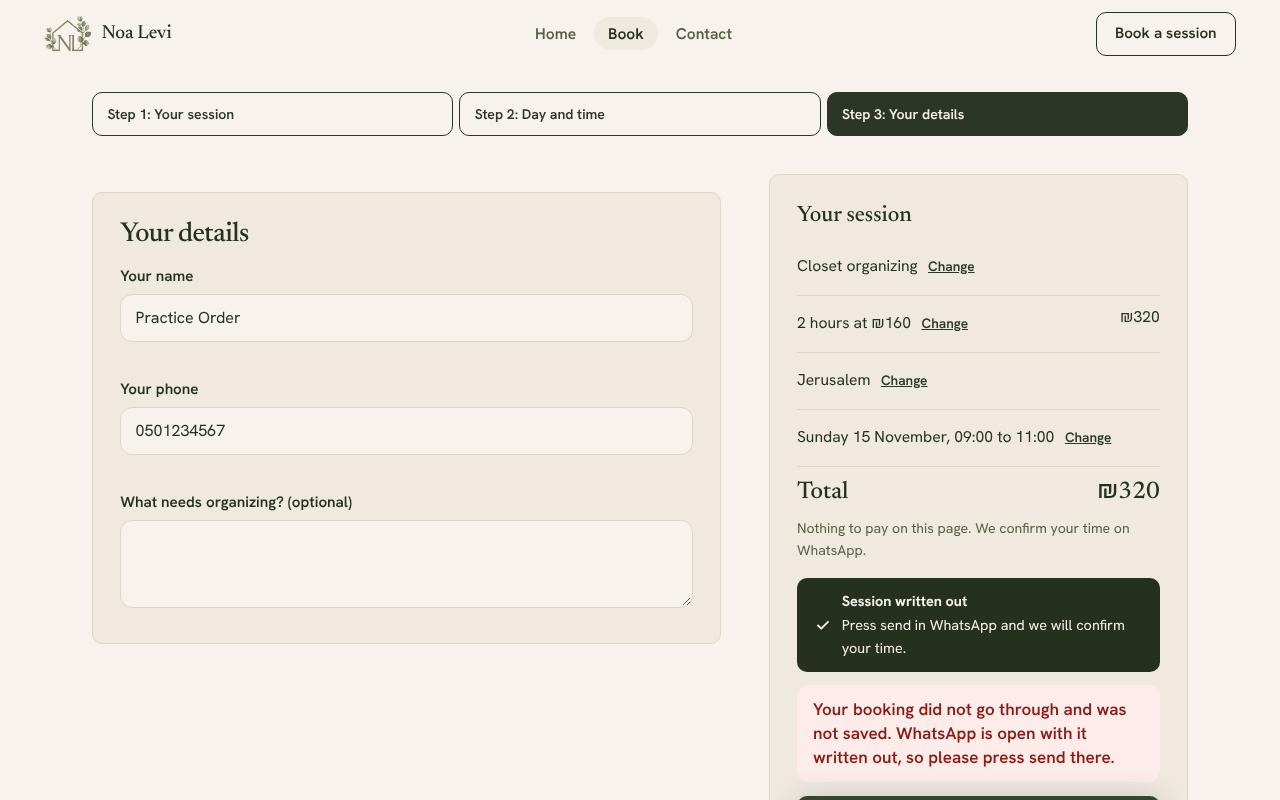 NL
Noa Levi
Home
Book
Contact
Book a session
Step 1: Your session
Step 2: Day and time
Step 3: Your details
Your details
Your name
Practice Order
Your phone
0501234567
What needs organizing? (optional)
Your session
Closet organizing Change
2 hours at ₪160 Change ₪320
Jerusalem Change
Sunday 15 November, 09:00 to 11:00 Change
Total ₪320
Nothing to pay on this page. We confirm your time on
WhatsApp.
Session written out
Press send in WhatsApp and we will confirm
your time.
Your booking did not go through and was
not saved. WhatsApp is open with it
written out, so please press send there.